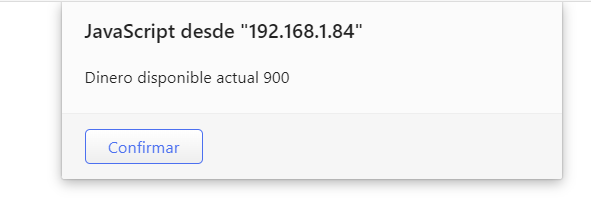 JavaScript desde "192.168.1.84"
Dinero disponible actual 900
Confirmar